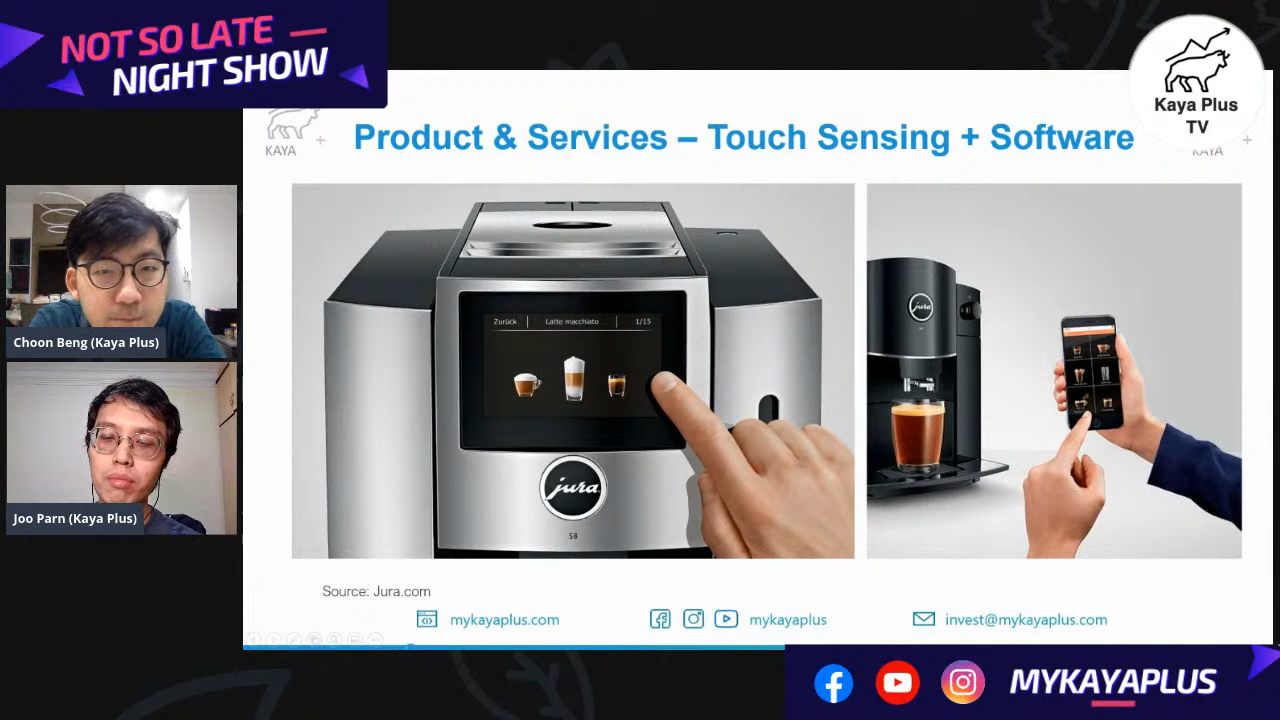 NOT SO LATE
NIGHT SHOW
Kaya Plus
TV
KAYA
KAYA
Product & Services – Touch Sensing + Software
Choon Beng (Kaya Plus)
Joo Parn (Kaya Plus)
Zurück Latte macchiato 1/15
jura
S8
jura
Source: Jura.com
mykayaplus.com
mykayaplus
invest@mykayaplus.com
MYKAYAPLUS